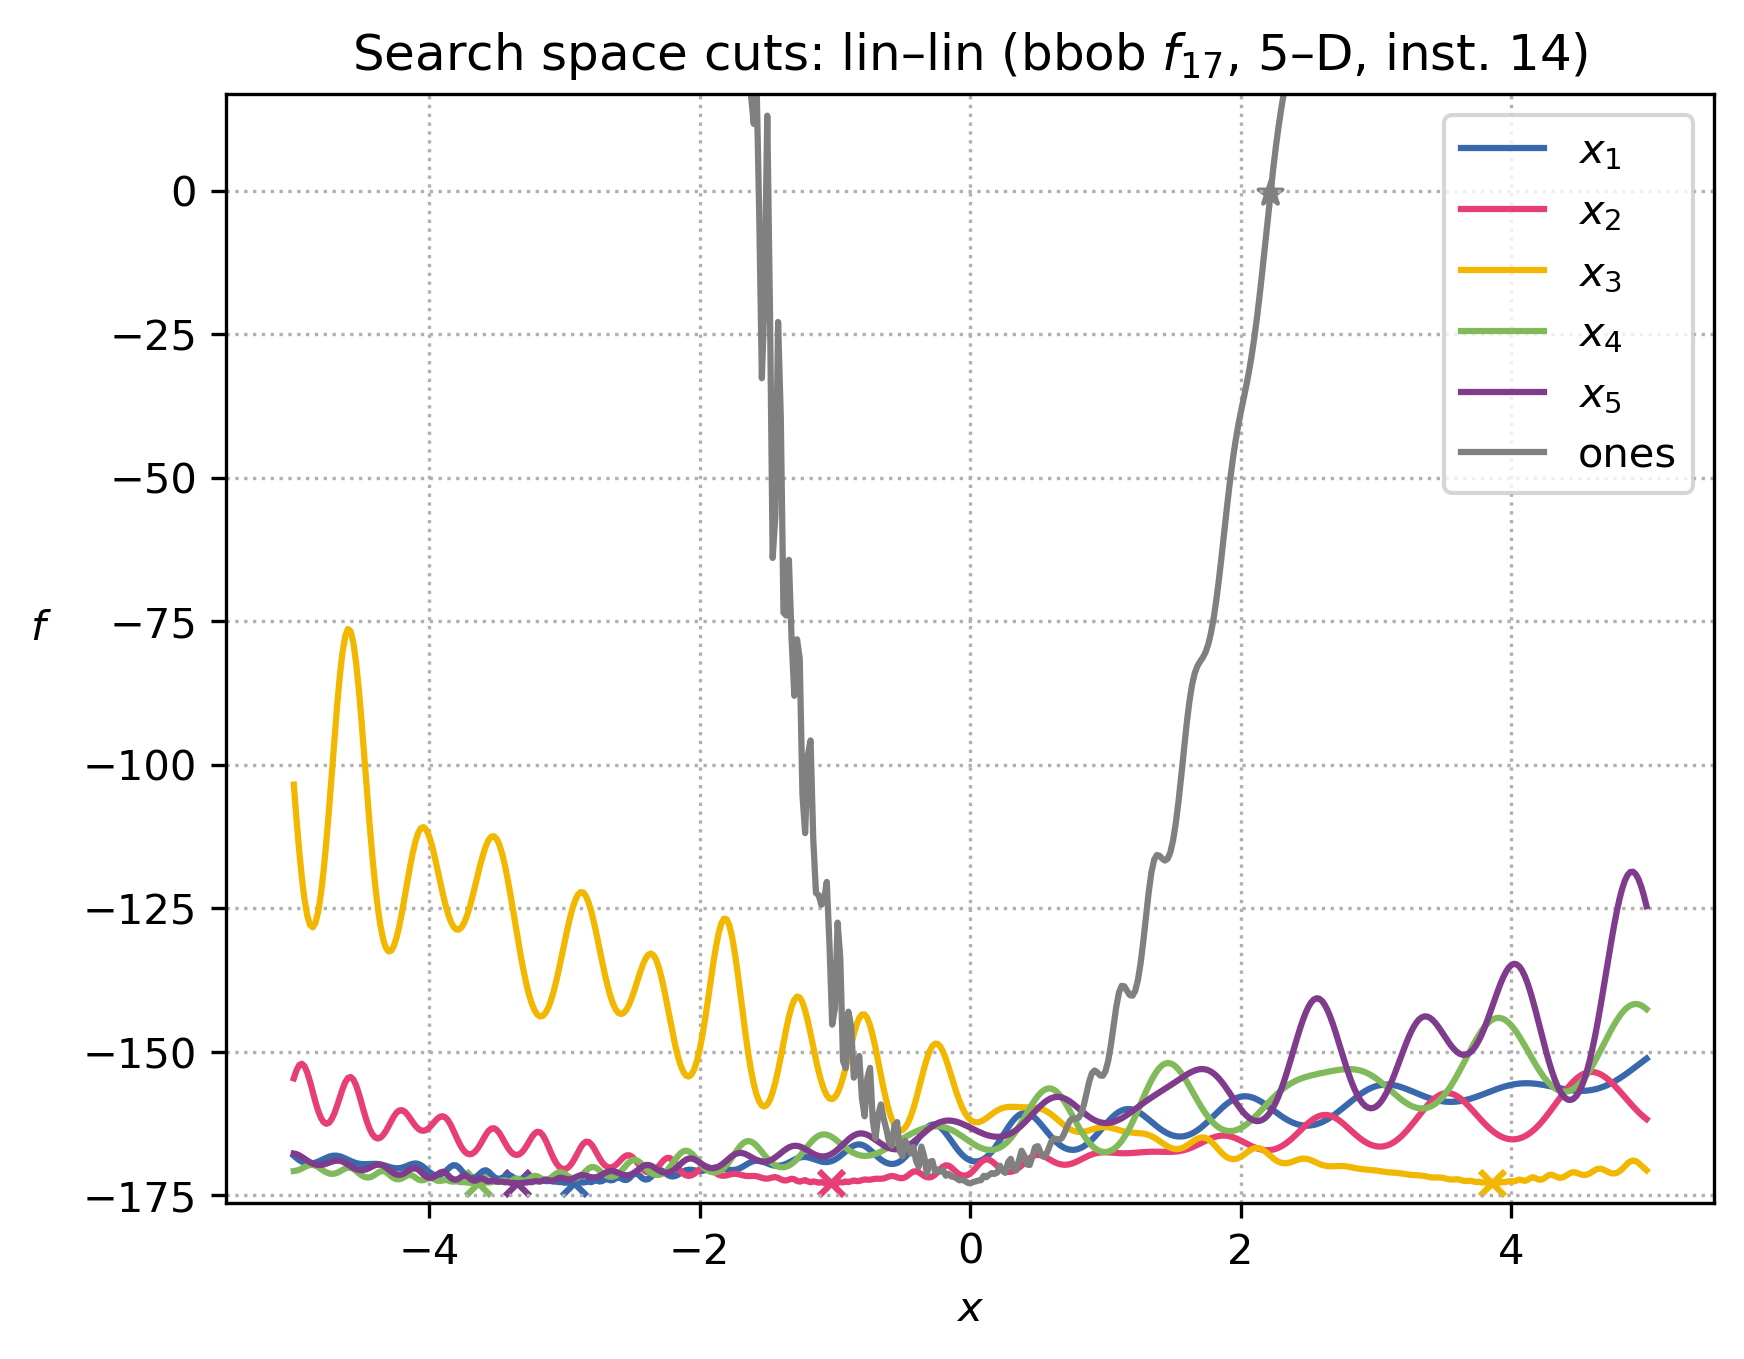 Search space cuts: lin–lin (bbob f₁₇, 5–D, inst. 14)
x₁
x₂
x₃
x₄
x₅
ones
0
−25
−50
−75
−100
−125
−150
−175
f
−4
−2
0
2
4
x